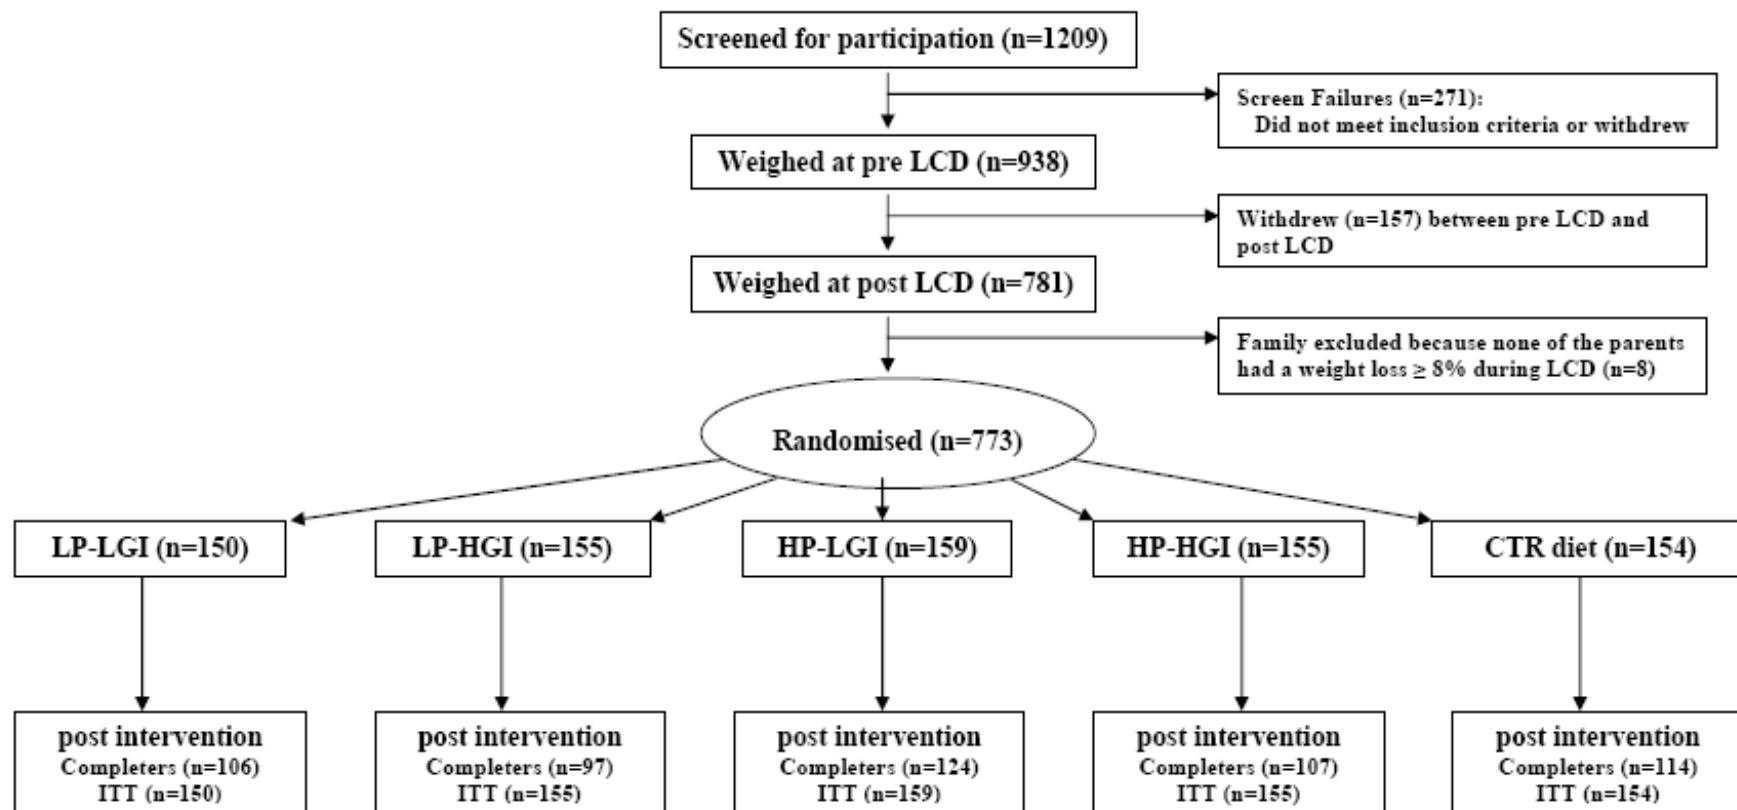 Screened for participation (n=1209)
Screen Failures (n=271):
Did not meet inclusion criteria or withdrew
Weighed at pre LCD (n=938)
Withdrew (n=157) between pre LCD and
post LCD
Weighed at post LCD (n=781)
Family excluded because none of the parents
had a weight loss ≥ 8% during LCD (n=8)
Randomised (n=773)
LP-LGI (n=150)
LP-HGI (n=155)
HP-LGI (n=159)
HP-HGI (n=155)
CTR diet (n=154)
post intervention
Completers (n=106)
ITT (n=150)
post intervention
Completers (n=97)
ITT (n=155)
post intervention
Completers (n=124)
ITT (n=159)
post intervention
Completers (n=107)
ITT (n=155)
post intervention
Completers (n=114)
ITT (n=154)